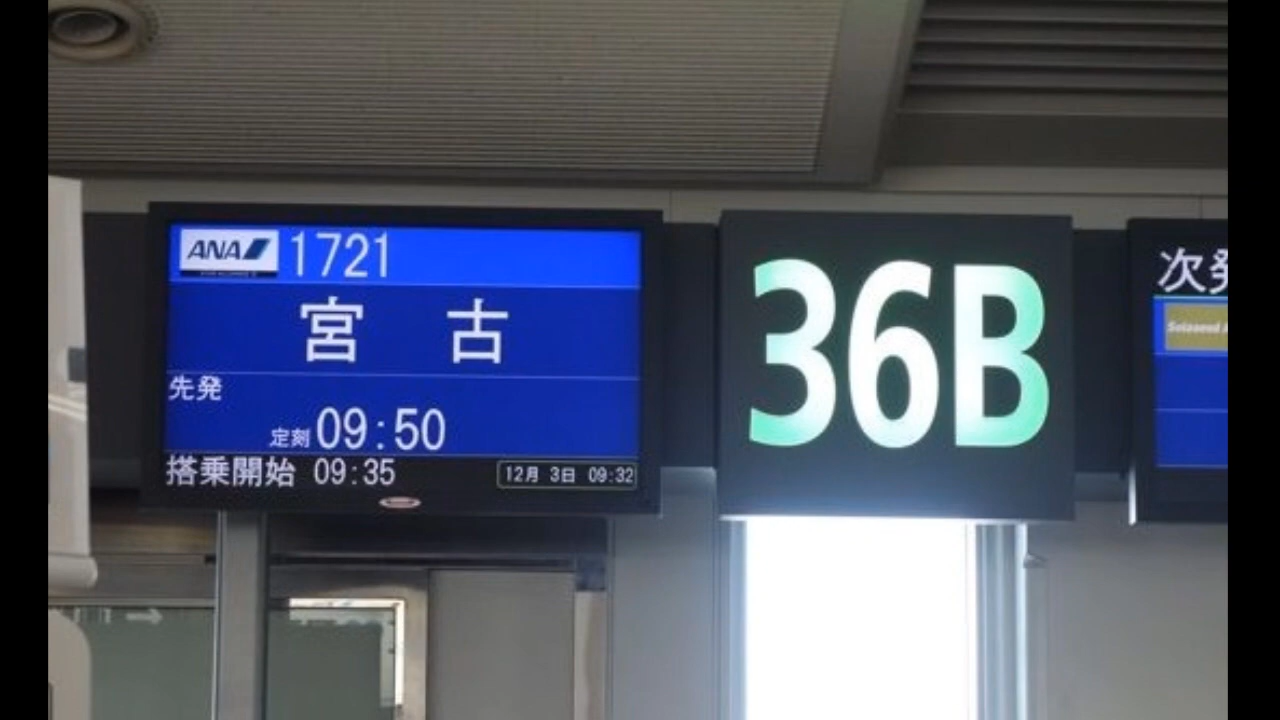 ANA 1721
宮 古
先発
定刻 09:50
搭乗開始 09:35
12月 3日 09:32
36B
次発